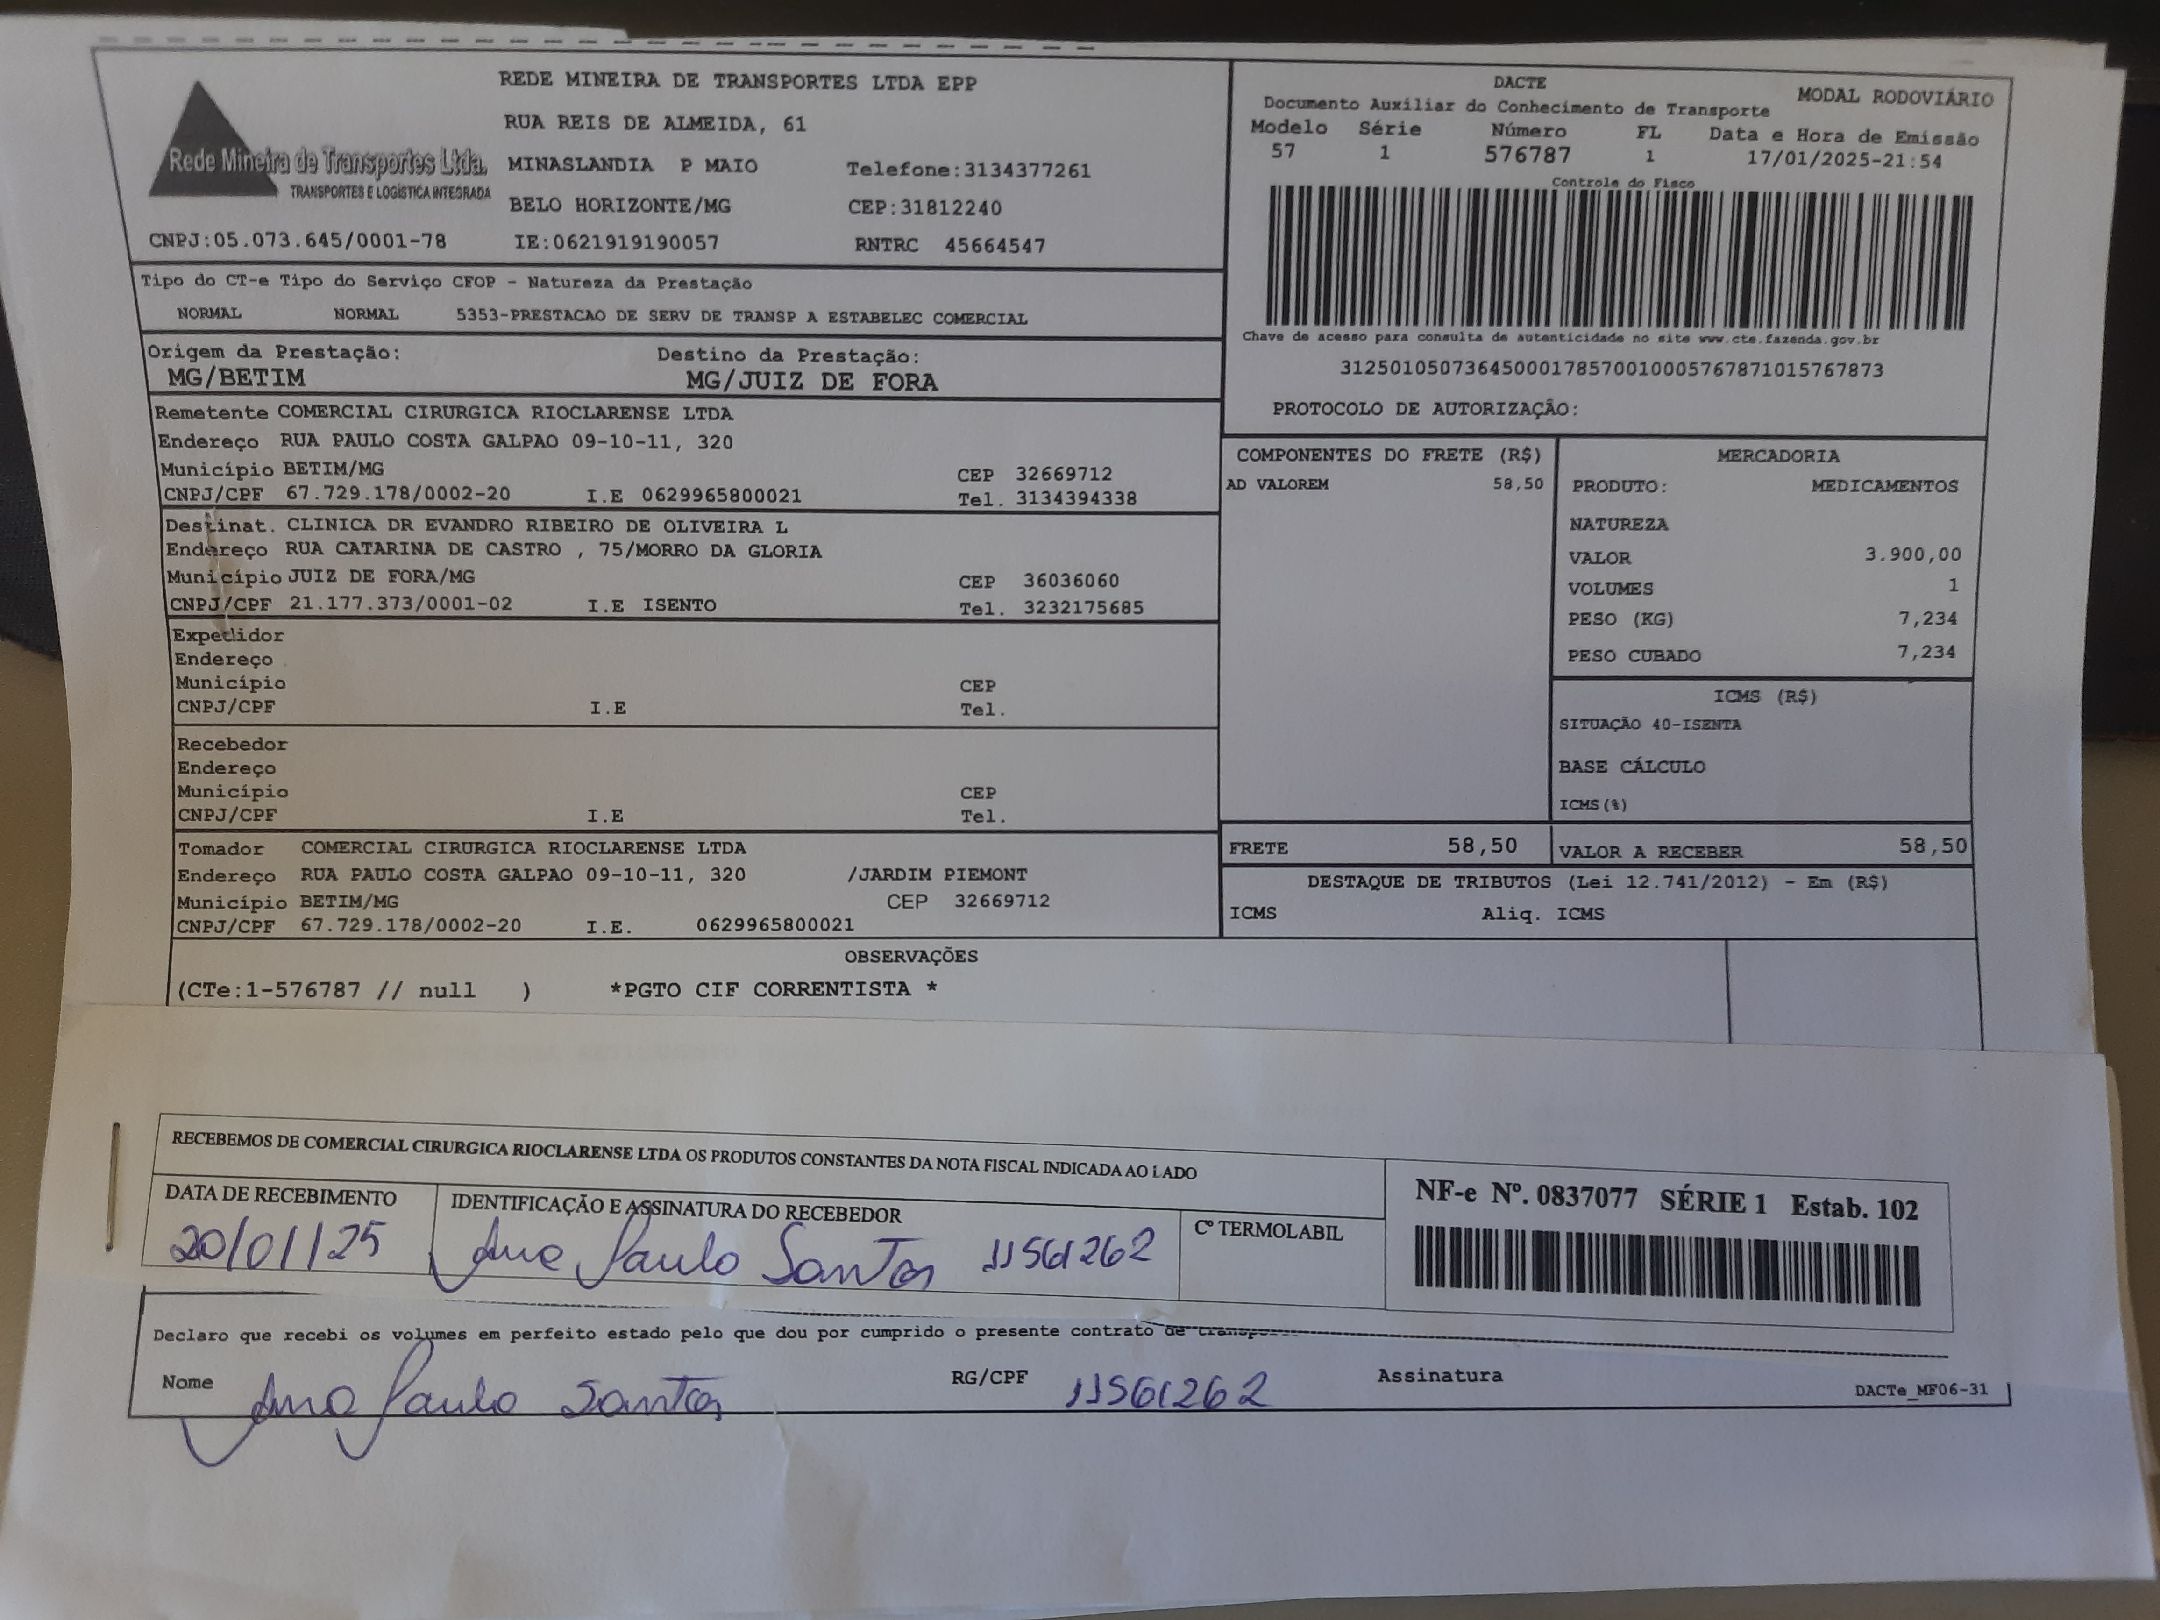 REDE MINEIRA DE TRANSPORTES LTDA EPP
RUA REIS DE ALMEIDA, 61
Rede Mineira de Transportes Ltda.
TRANSPORTES E LOGÍSTICA INTEGRADA
MINASLANDIA P MAIO Telefone:3134377261
BELO HORIZONTE/MG CEP:31812240
CNPJ:05.073.645/0001-78 IE:0621919190057 RNTRC 45664547
DACTE MODAL RODOVIÁRIO
Documento Auxiliar do Conhecimento de Transporte
Modelo Série Número FL Data e Hora de Emissão
57 1 576787 1 17/01/2025-21:54
Controle do Fisco
Chave de acesso para consulta de autenticidade no site www.cte.fazenda.gov.br
31250105073645000178570010005767871015767873
PROTOCOLO DE AUTORIZAÇÃO:
Tipo do CT-e Tipo do Serviço CFOP - Natureza da Prestação
NORMAL NORMAL 5353-PRESTACAO DE SERV DE TRANSP A ESTABELEC COMERCIAL
Origem da Prestação: Destino da Prestação:
MG/BETIM MG/JUIZ DE FORA
Remetente COMERCIAL CIRURGICA RIOCLARENSE LTDA
Endereço RUA PAULO COSTA GALPAO 09-10-11, 320
Município BETIM/MG CEP 32669712
CNPJ/CPF 67.729.178/0002-20 I.E 0629965800021 Tel. 3134394338
Destinat. CLINICA DR EVANDRO RIBEIRO DE OLIVEIRA L
Endereço RUA CATARINA DE CASTRO , 75/MORRO DA GLORIA
Município JUIZ DE FORA/MG CEP 36036060
CNPJ/CPF 21.177.373/0001-02 I.E ISENTO Tel. 3232175685
Expedidor
Endereço
Município CEP
CNPJ/CPF I.E Tel.
Recebedor
Endereço
Município CEP
CNPJ/CPF I.E Tel.
Tomador COMERCIAL CIRURGICA RIOCLARENSE LTDA
Endereço RUA PAULO COSTA GALPAO 09-10-11, 320 /JARDIM PIEMONT
Município BETIM/MG CEP 32669712
CNPJ/CPF 67.729.178/0002-20 I.E. 0629965800021
COMPONENTES DO FRETE (R$)
AD VALOREM 58,50
MERCADORIA
PRODUTO: MEDICAMENTOS
NATUREZA
VALOR 3.900,00
VOLUMES 1
PESO (KG) 7,234
PESO CUBADO 7,234
ICMS (R$)
SITUAÇÃO 40-ISENTA
BASE CÁLCULO
ICMS(%)
FRETE 58,50 VALOR A RECEBER 58,50
DESTAQUE DE TRIBUTOS (Lei 12.741/2012) - Em (R$)
ICMS Aliq. ICMS
OBSERVAÇÕES
(CTe:1-576787 // null ) *PGTO CIF CORRENTISTA *
RECEBEMOS DE COMERCIAL CIRURGICA RIOCLARENSE LTDA OS PRODUTOS CONSTANTES DA NOTA FISCAL INDICADA AO LADO
DATA DE RECEBIMENTO IDENTIFICAÇÃO E ASSINATURA DO RECEBEDOR Cº TERMOLABIL
20/01/25 Ana Paula Santos 11561262
NF-e Nº. 0837077 SÉRIE 1 Estab. 102
Declaro que recebi os volumes em perfeito estado pelo que dou por cumprido o presente contrato de
Nome Ana Paula Santos RG/CPF 11561262 Assinatura
DACTe_MF06-31